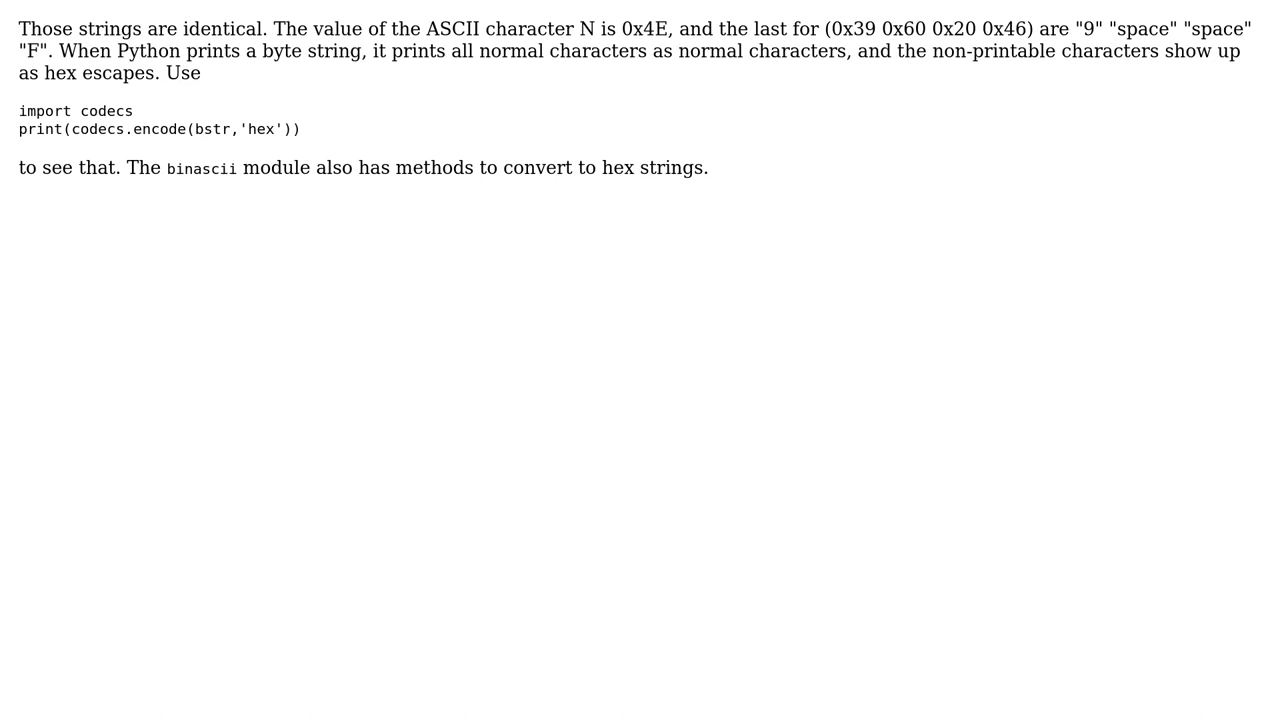 Those strings are identical. The value of the ASCII character N is 0x4E, and the last for (0x39 0x60 0x20 0x46) are "9" "space" "space"
"F". When Python prints a byte string, it prints all normal characters as normal characters, and the non-printable characters show up
as hex escapes. Use
import codecs
print(codecs.encode(bstr,'hex'))
to see that. The binascii module also has methods to convert to hex strings.